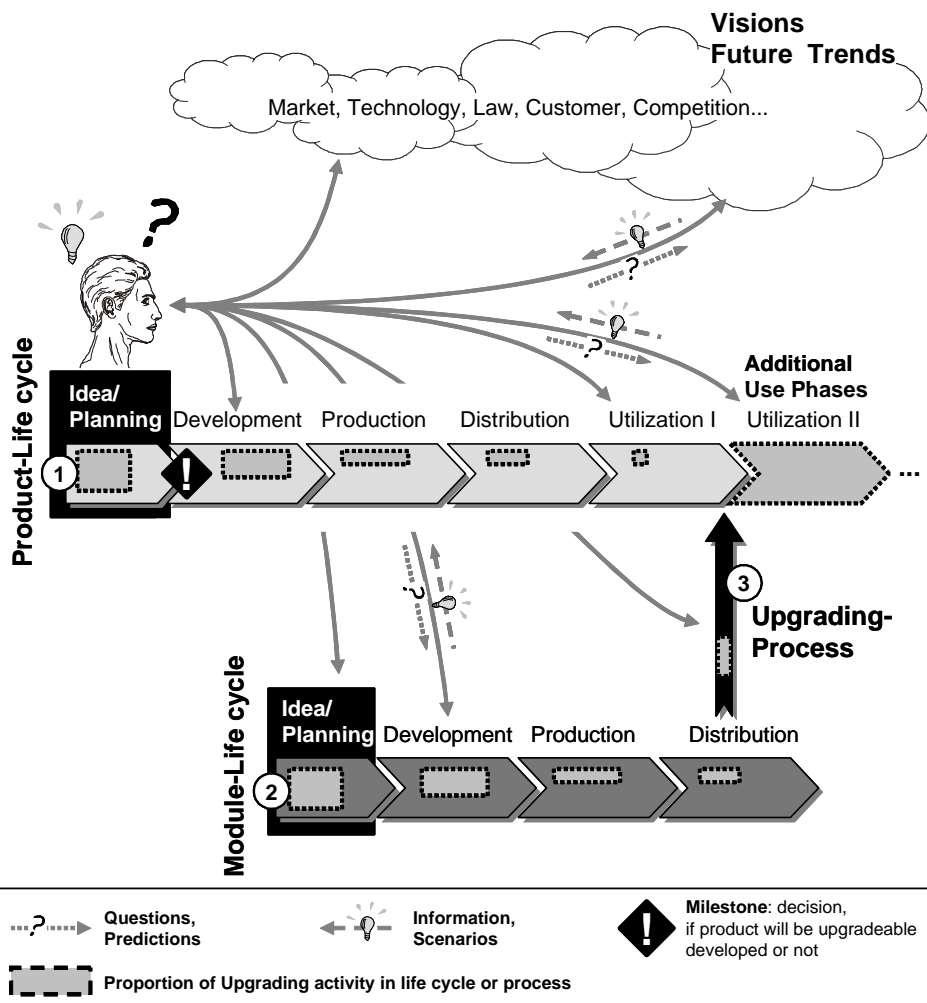 Visions
Future Trends
Market, Technology, Law, Customer, Competition...
?
?
?
Additional
Use Phases
Product-Life cycle
Idea/
Planning
Development
Production
Distribution
Utilization I
Utilization II
1
!
...
?
3
Upgrading-
Process
Module-Life cycle
Idea/
Planning
Development
Production
Distribution
2
? Questions,
Predictions
Information,
Scenarios
! Milestone: decision,
if product will be upgradeable
developed or not
Proportion of Upgrading activity in life cycle or process